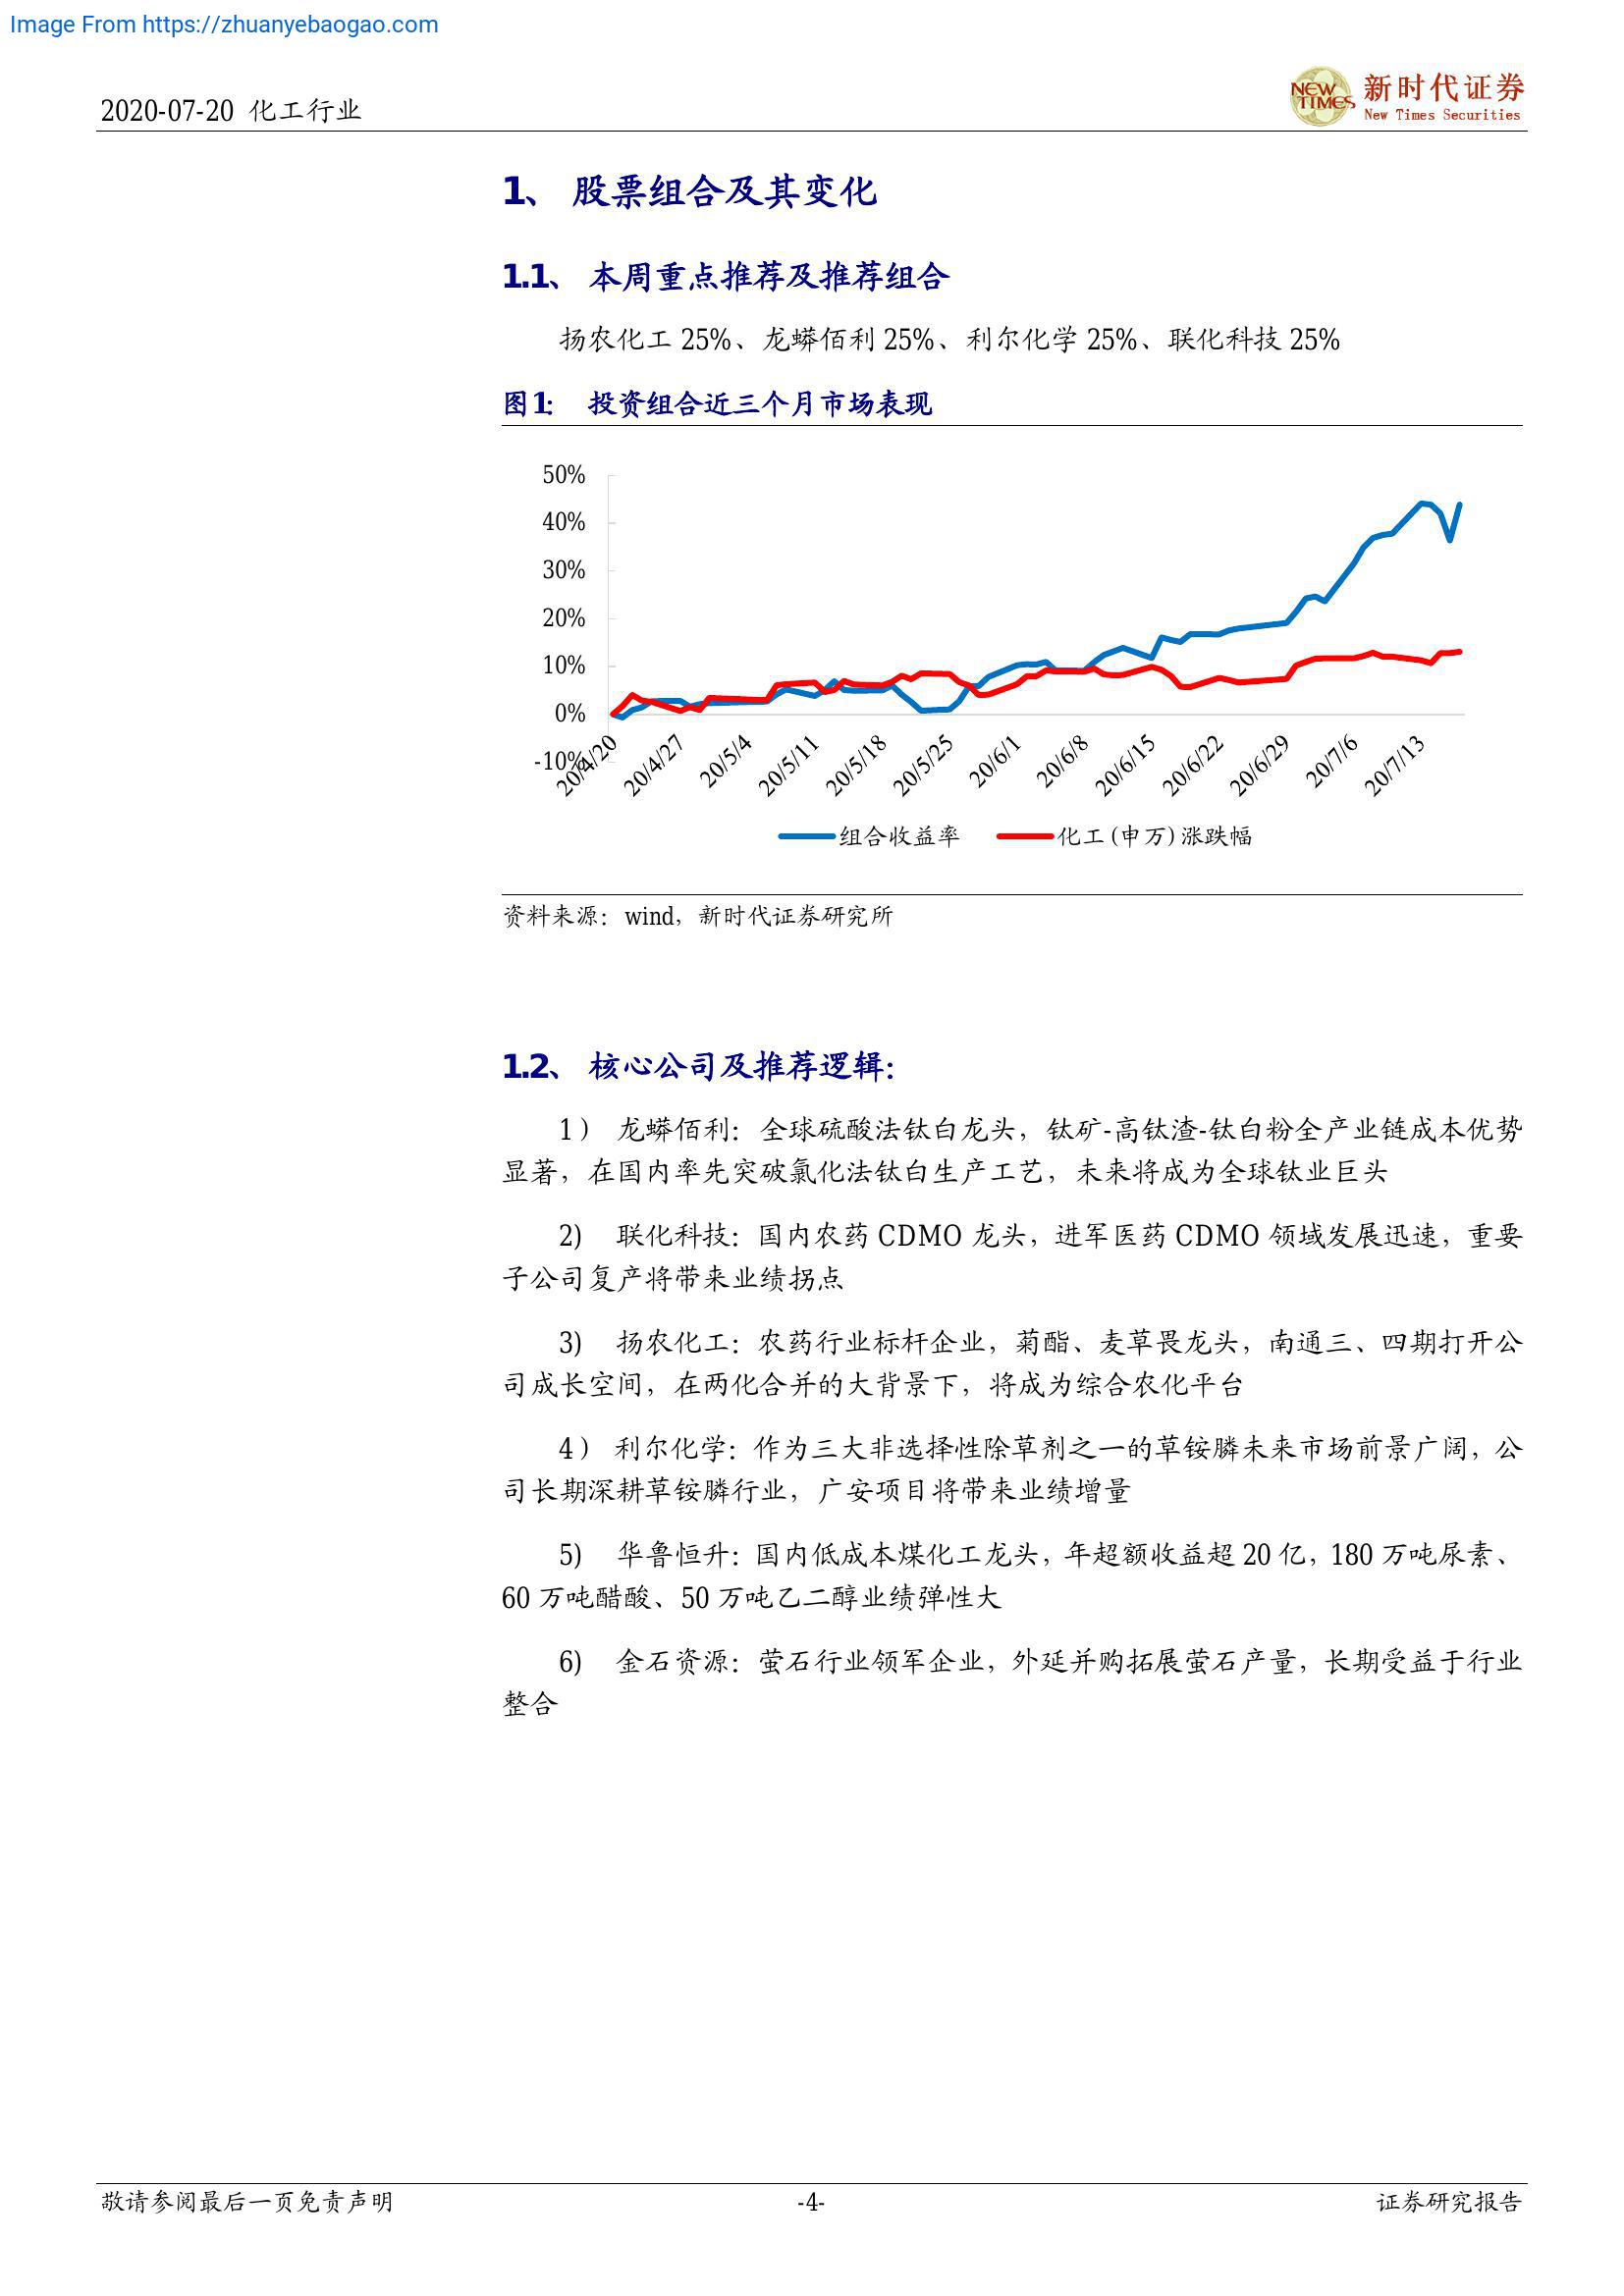 Image From https://zhuanyebaogao.com
2020-07-20 化工行业
NEW TIMES
新时代证券
New Times Securities
1、 股票组合及其变化
1.1、 本周重点推荐及推荐组合
扬农化工 25%、龙蟒佰利 25%、利尔化学 25%、联化科技 25%
图1: 投资组合近三个月市场表现
50%
40%
30%
20%
10%
0%
-10%
20/4/20 20/4/27 20/5/4 20/5/11 20/5/18 20/5/25 20/6/1 20/6/8 20/6/15 20/6/22 20/6/29 20/7/6 20/7/13
组合收益率 化工(申万)涨跌幅
资料来源：wind，新时代证券研究所
1.2、 核心公司及推荐逻辑：
1） 龙蟒佰利：全球硫酸法钛白龙头，钛矿-高钛渣-钛白粉全产业链成本优势
显著，在国内率先突破氯化法钛白生产工艺，未来将成为全球钛业巨头
2) 联化科技：国内农药 CDMO 龙头，进军医药 CDMO 领域发展迅速，重要
子公司复产将带来业绩拐点
3) 扬农化工：农药行业标杆企业，菊酯、麦草畏龙头，南通三、四期打开公
司成长空间，在两化合并的大背景下，将成为综合农化平台
4） 利尔化学：作为三大非选择性除草剂之一的草铵膦未来市场前景广阔，公
司长期深耕草铵膦行业，广安项目将带来业绩增量
5) 华鲁恒升：国内低成本煤化工龙头，年超额收益超 20 亿，180 万吨尿素、
60 万吨醋酸、50 万吨乙二醇业绩弹性大
6) 金石资源：萤石行业领军企业，外延并购拓展萤石产量，长期受益于行业
整合
敬请参阅最后一页免责声明 -4- 证券研究报告